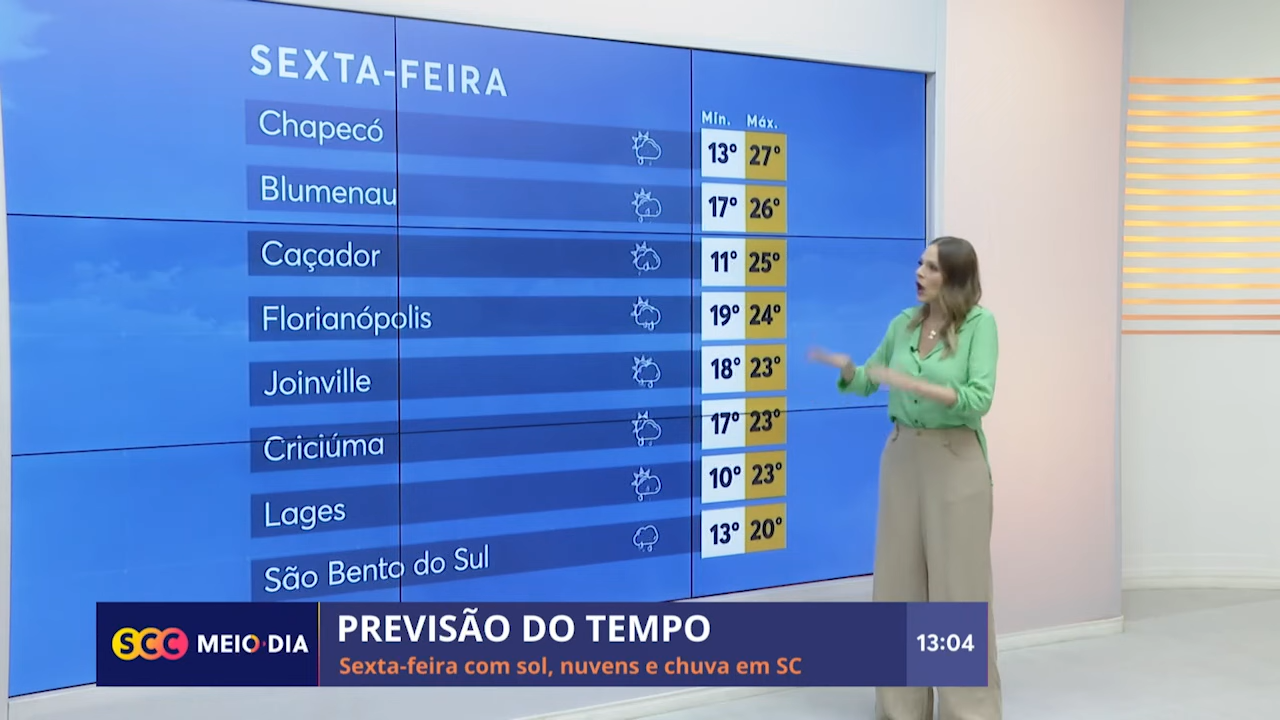 SEXTA-FEIRA
Mín. Máx.
Chapecó 13° 27°
Blumenau 17° 26°
Caçador 11° 25°
Florianópolis 19° 24°
Joinville 18° 23°
Criciúma 17° 23°
Lages 10° 23°
São Bento do Sul 13° 20°
SCC MEIO-DIA
PREVISÃO DO TEMPO
Sexta-feira com sol, nuvens e chuva em SC
13:04